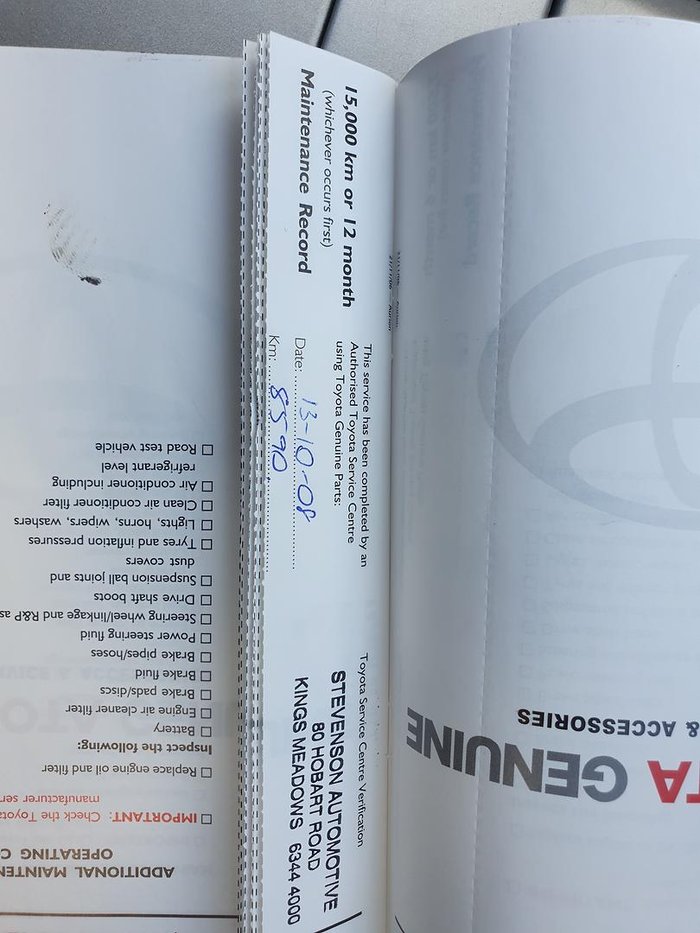 15,000 km or 12 month
(whichever occurs first)
Maintenance Record
This service has been completed by an
Authorised Toyota Service Centre
using Toyota Genuine Parts:
Date: 13-10-08
Km: 8590
Toyota Service Centre Verification
STEVENSON AUTOMOTIVE
80 HOBART ROAD
KINGS MEADOWS 6344 4000
ADDITIONAL MAINTEN
OPERATING C
IMPORTANT: Check the Toyota
manufacturer ser
Replace engine oil and filter
Inspect the following:
Battery
Engine air cleaner filter
Brake pads/discs
Brake fluid
Brake pipes/hoses
Power steering fluid
Steering wheel/linkage and R&P as
Drive shaft boots
Suspension ball joints and
dust covers
Tyres and inflation pressures
Lights, horns, wipers, washers
Clean air conditioner filter
Air conditioner including
refrigerant level
Road test vehicle
TA GENUINE
& ACCESSORIES